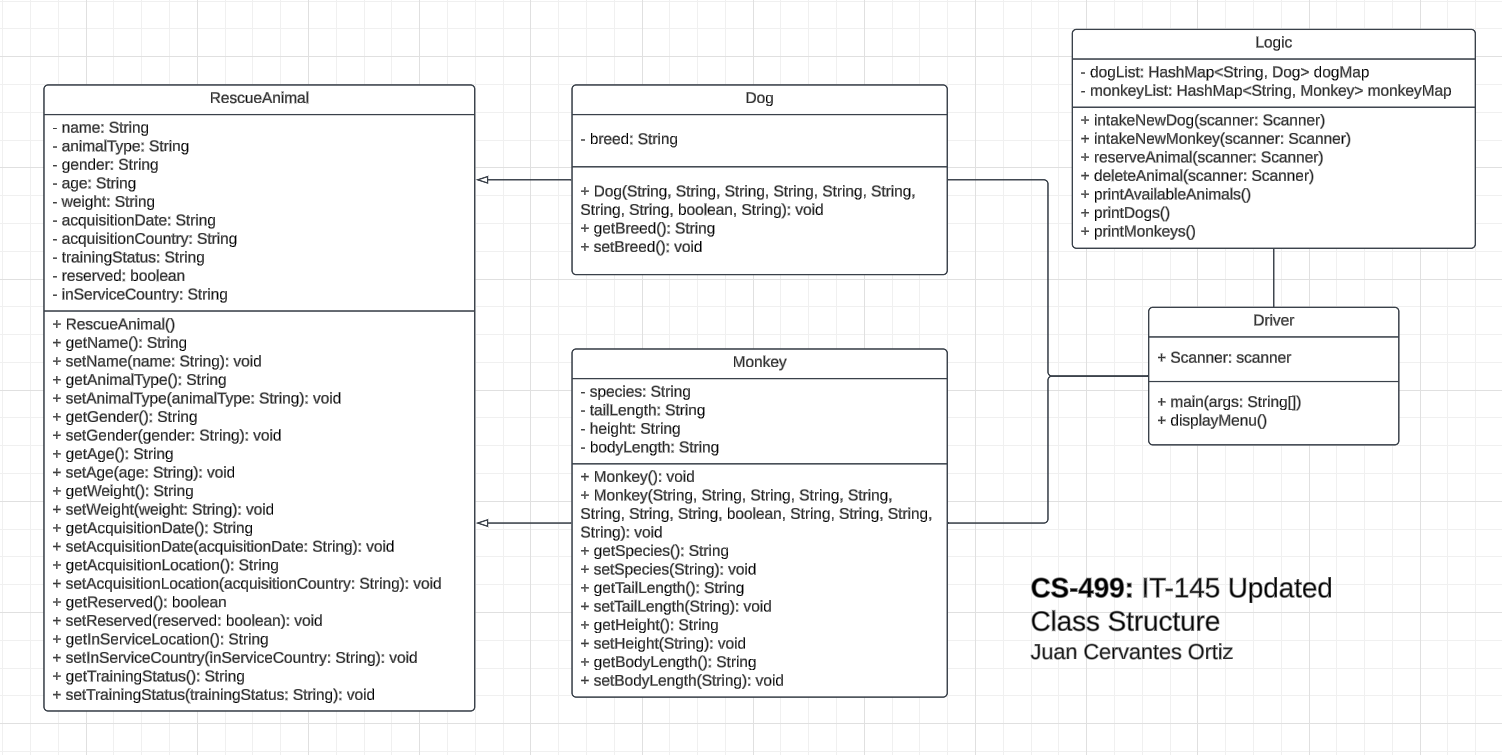 RescueAnimal
- name: String
- animalType: String
- gender: String
- age: String
- weight: String
- acquisitionDate: String
- acquisitionCountry: String
- trainingStatus: String
- reserved: boolean
- inServiceCountry: String
+ RescueAnimal()
+ getName(): String
+ setName(name: String): void
+ getAnimalType(): String
+ setAnimalType(animalType: String): void
+ getGender(): String
+ setGender(gender: String): void
+ getAge(): String
+ setAge(age: String): void
+ getWeight(): String
+ setWeight(weight: String): void
+ getAcquisitionDate(): String
+ setAcquisitionDate(acquisitionDate: String): void
+ getAcquisitionLocation(): String
+ setAcquisitionLocation(acquisitionCountry: String): void
+ getReserved(): boolean
+ setReserved(reserved: boolean): void
+ getInServiceLocation(): String
+ setInServiceCountry(inServiceCountry: String): void
+ getTrainingStatus(): String
+ setTrainingStatus(trainingStatus: String): void
Dog
- breed: String
+ Dog(String, String, String, String, String, String,
String, String, boolean, String): void
+ getBreed(): String
+ setBreed(): void
Monkey
- species: String
- tailLength: String
- height: String
- bodyLength: String
+ Monkey(): void
+ Monkey(String, String, String, String, String,
String, String, String, boolean, String, String, String,
String): void
+ getSpecies(): String
+ setSpecies(String): void
+ getTailLength(): String
+ setTailLength(String): void
+ getHeight(): String
+ setHeight(String): void
+ getBodyLength(): String
+ setBodyLength(String): void
Logic
- dogList: HashMap<String, Dog> dogMap
- monkeyList: HashMap<String, Monkey> monkeyMap
+ intakeNewDog(scanner: Scanner)
+ intakeNewMonkey(scanner: Scanner)
+ reserveAnimal(scanner: Scanner)
+ deleteAnimal(scanner: Scanner)
+ printAvailableAnimals()
+ printDogs()
+ printMonkeys()
Driver
+ Scanner: scanner
+ main(args: String[])
+ displayMenu()
CS-499: IT-145 Updated
Class Structure
Juan Cervantes Ortiz